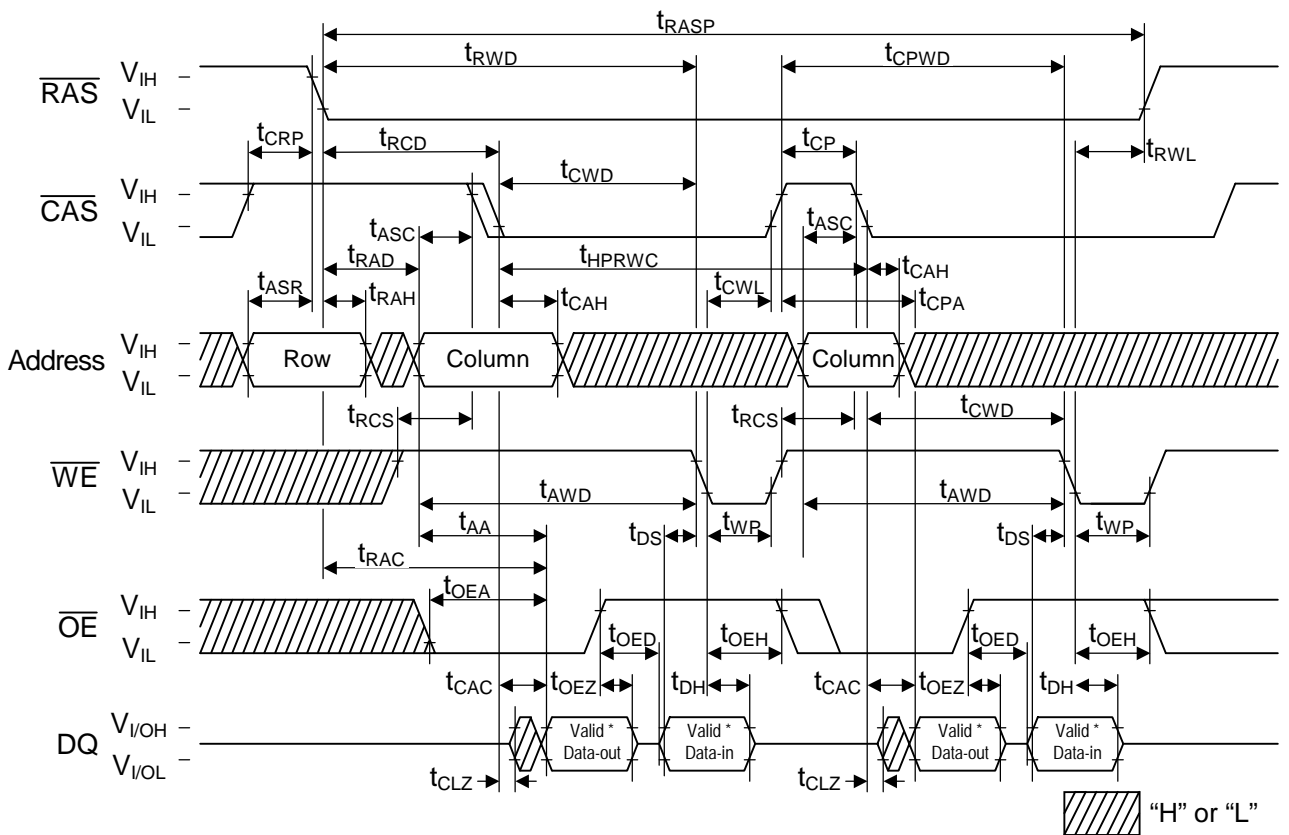 tRASP
tRWD tCPWD
RAS VIH
VIL
tCRP tRCD tCP tRWL
tCWD
CAS VIH
VIL
tASC tASC
tRAD tHPRWC tCAH
tASR tRAH tCAH tCWL tCPA
Address VIH
VIL
Row Column Column
tRCS tRCS tCWD
WE VIH
VIL
tAWD tAWD
tAA tDS tWP tDS tWP
tRAC
tOEA
OE VIH
VIL
tOED tOEH tOED tOEH
tCAC tOEZ tDH tCAC tOEZ tDH
DQ VI/OH
VI/OL
Valid * Valid * Valid * Valid *
Data-out Data-in Data-out Data-in
tCLZ tCLZ
“H” or “L”